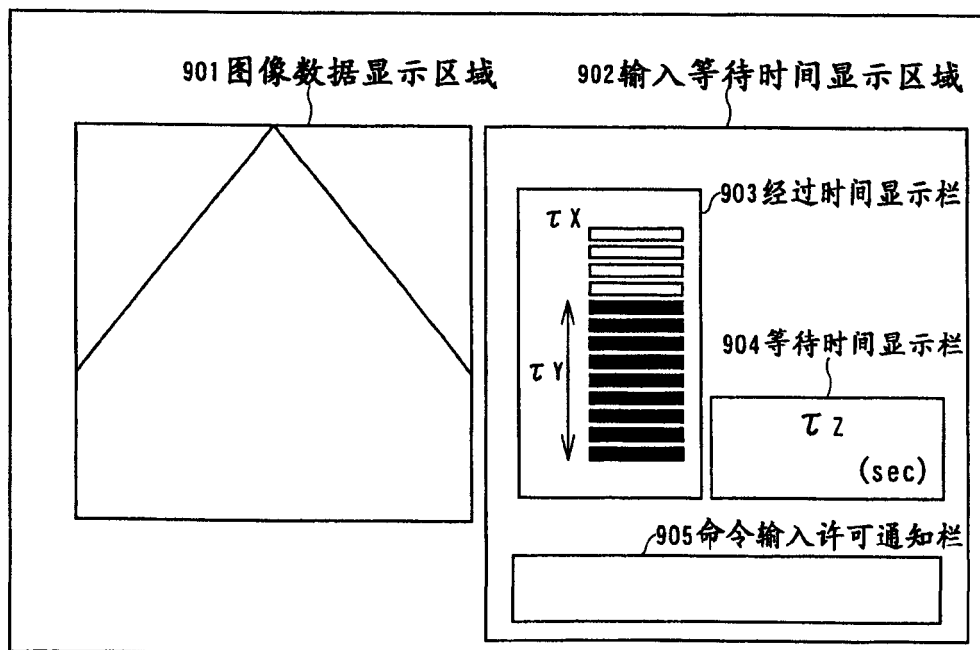 901图像数据显示区域
902输入等待时间显示区域
903经过时间显示栏
τX
τY
904等待时间显示栏
τZ
(sec)
905命令输入许可通知栏